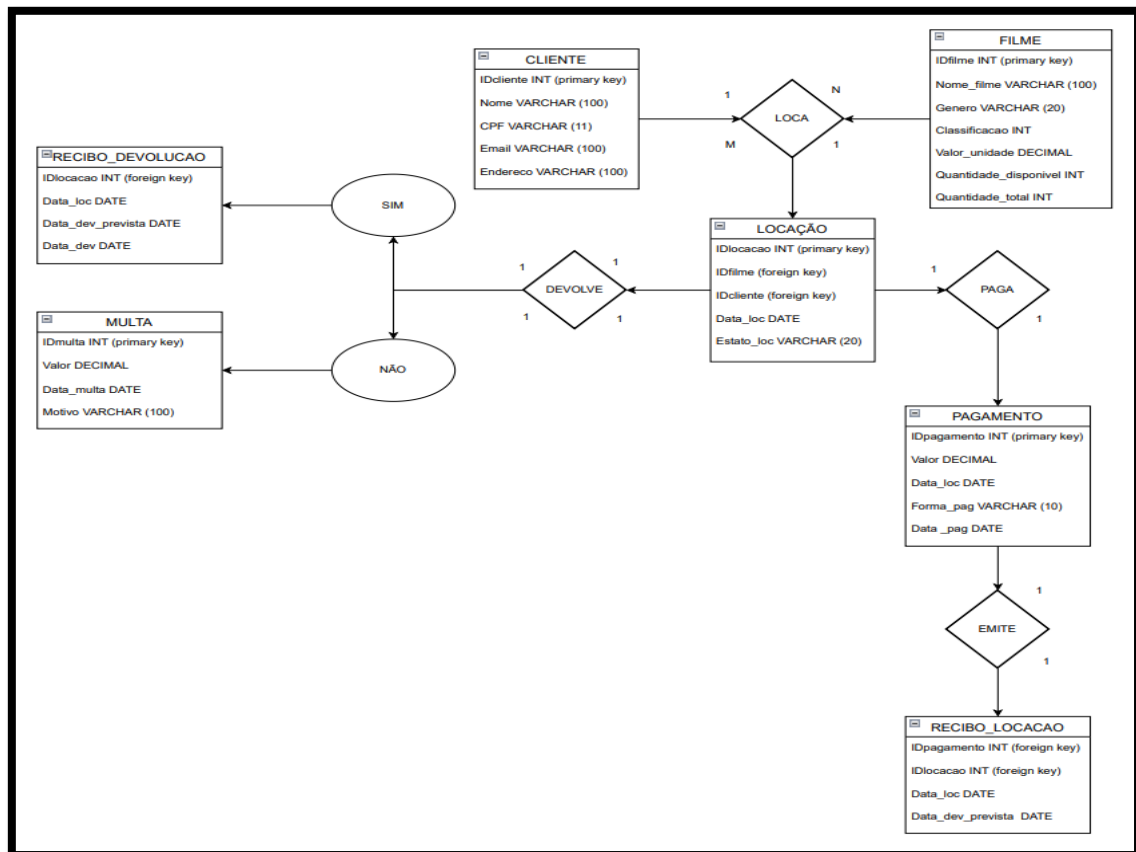 CLIENTE
IDcliente INT (primary key)
Nome VARCHAR (100)
CPF VARCHAR (11)
Email VARCHAR (100)
Endereco VARCHAR (100)
1
M
LOCA
N
1
FILME
IDfilme INT (primary key)
Nome_filme VARCHAR (100)
Genero VARCHAR (20)
Classificacao INT
Valor_unidade DECIMAL
Quantidade_disponivel INT
Quantidade_total INT
RECIBO_DEVOLUCAO
IDlocacao INT (foreign key)
Data_loc DATE
Data_dev_prevista DATE
Data_dev DATE
SIM
LOCAÇÃO
IDlocacao INT (primary key)
IDfilme (foreign key)
IDcliente (foreign key)
Data_loc DATE
Estato_loc VARCHAR (20)
1
1
DEVOLVE
1
1
1
PAGA
1
MULTA
IDmulta INT (primary key)
Valor DECIMAL
Data_multa DATE
Motivo VARCHAR (100)
NÃO
PAGAMENTO
IDpagamento INT (primary key)
Valor DECIMAL
Data_loc DATE
Forma_pag VARCHAR (10)
Data _pag DATE
1
EMITE
1
RECIBO_LOCACAO
IDpagamento INT (foreign key)
IDlocacao INT (foreign key)
Data_loc DATE
Data_dev_prevista DATE